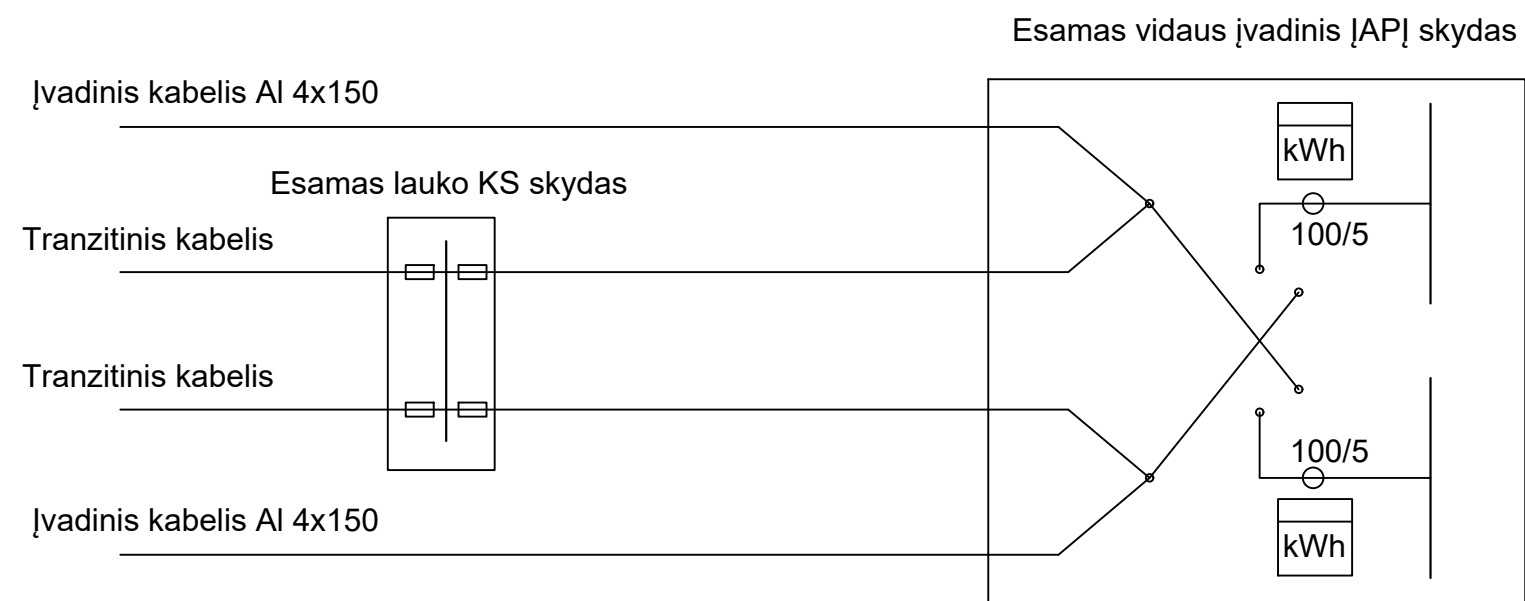 Esamas vidaus įvadinis ĮAPĮ skydas
Įvadinis kabelis Al 4x150
kWh
Esamas lauko KS skydas
100/5
Tranzitinis kabelis
Tranzitinis kabelis
100/5
Įvadinis kabelis Al 4x150
kWh